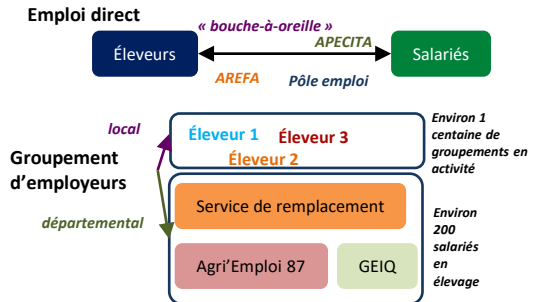 Emploi direct
« bouche-à-oreille »
Éleveurs
APECITA
Salariés
AREFA
Pôle emploi
local
Éleveur 1
Éleveur 3
Éleveur 2
Environ 1
centaine de
groupements en
activité
Groupement
d'employeurs
départemental
Service de remplacement
Agri'Emploi 87
GEIQ
Environ
200
salariés
en
élevage